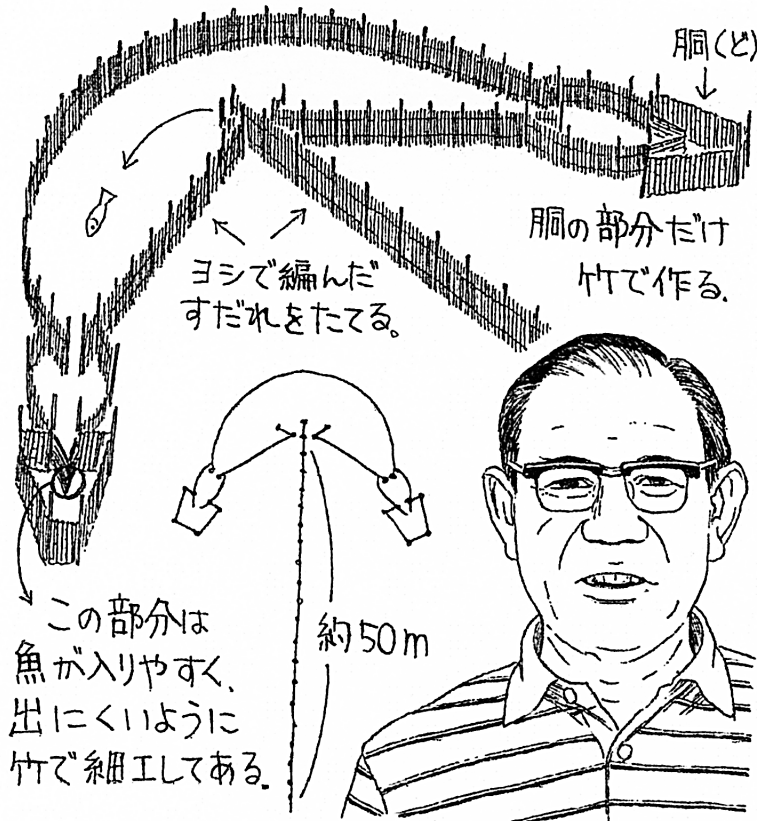 胴(ど)
胴の部分だけ
竹で作る.
ヨシで編んだ
すだれをたてる。
約50m
この部分は
魚が入りやすく、
出にくいように
竹で細工してある.